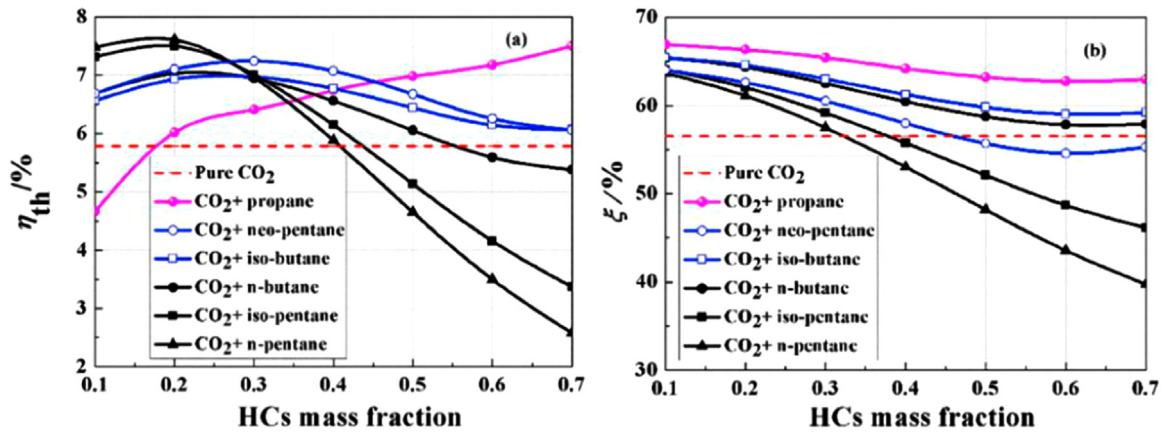 8
7
6
5
4
3
2
η_th/%
(a)
Pure CO₂
CO₂+ propane
CO₂+ neo-pentane
CO₂+ iso-butane
CO₂+ n-butane
CO₂+ iso-pentane
CO₂+ n-pentane
0.1 0.2 0.3 0.4 0.5 0.6 0.7
HCs mass fraction
70
60
50
40
30
ξ/%
(b)
Pure CO₂
CO₂+ propane
CO₂+ neo-pentane
CO₂+ iso-butane
CO₂+ n-butane
CO₂+ iso-pentane
CO₂+ n-pentane
0.1 0.2 0.3 0.4 0.5 0.6 0.7
HCs mass fraction